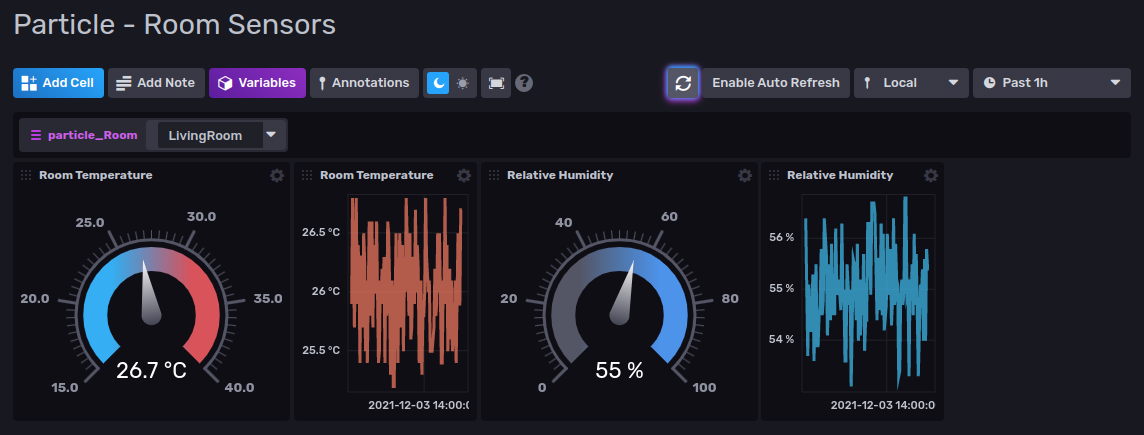 Particle - Room Sensors
Add Cell Add Note Variables Annotations ? Enable Auto Refresh Local Past 1h
particle_Room LivingRoom
Room Temperature
25.0 30.0
20.0 35.0
15.0 40.0
26.7 °C
Room Temperature
26.5 °C
26 °C
25.5 °C
2021-12-03 14:00:0
Relative Humidity
40 60
20 80
0 100
55 %
Relative Humidity
56 %
55 %
54 %
2021-12-03 14:00:0